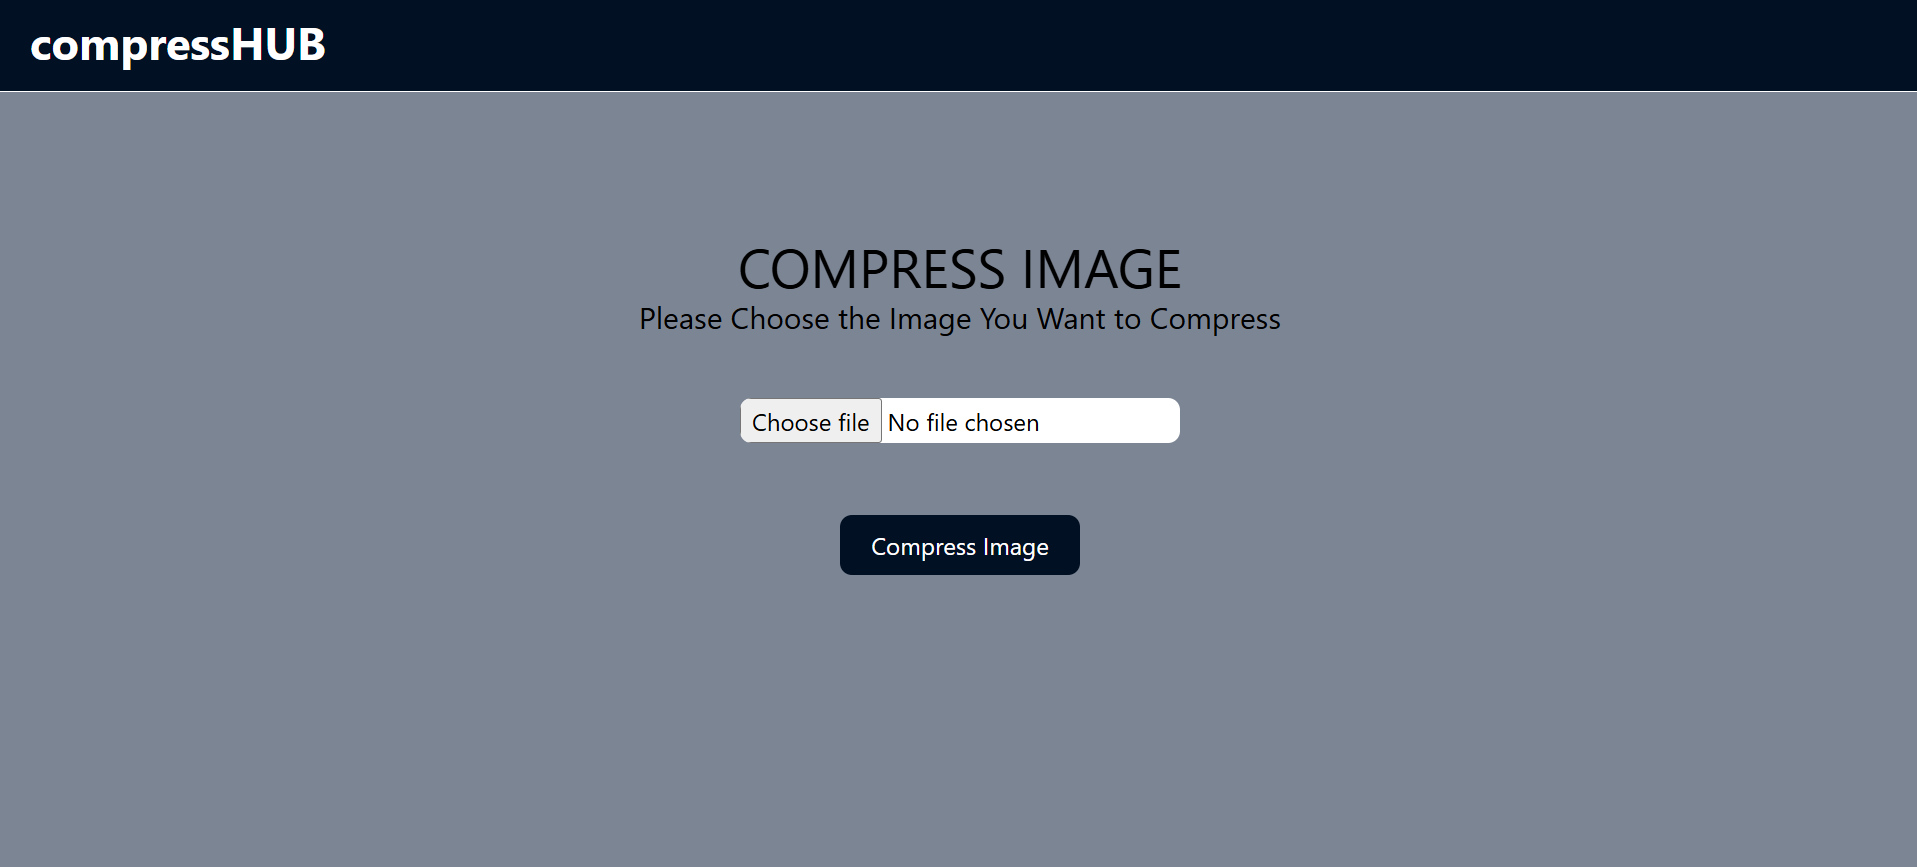 compressHUB
COMPRESS IMAGE
Please Choose the Image You Want to Compress
Choose file No file chosen
Compress Image